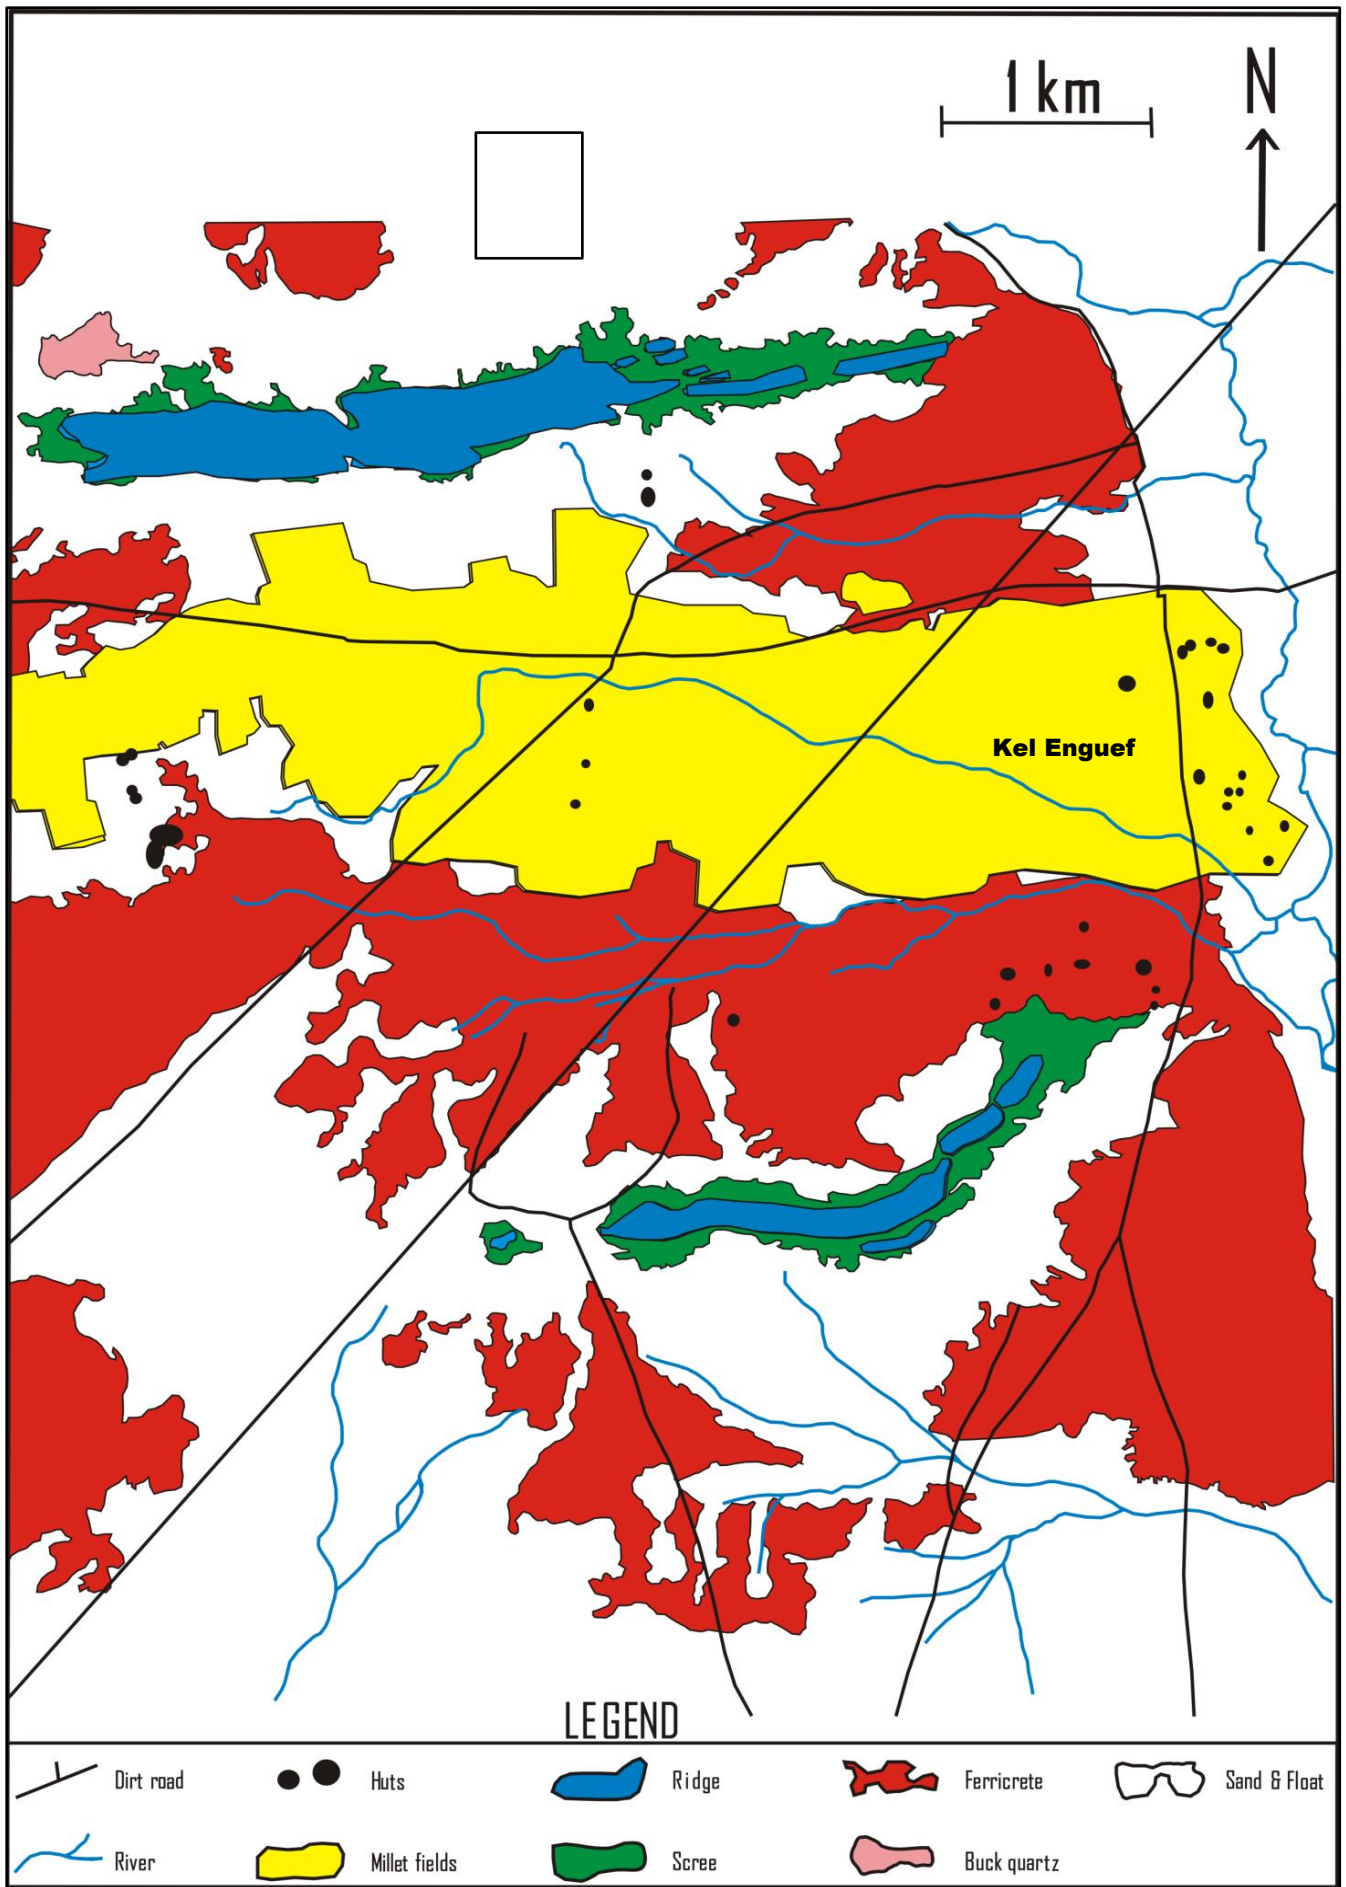 1 km
N
Kel Enguef
LEGEND
Dirt road
Huts
Ridge
Ferricrete
Sand & Float
River
Millet fields
Scree
Buck quartz